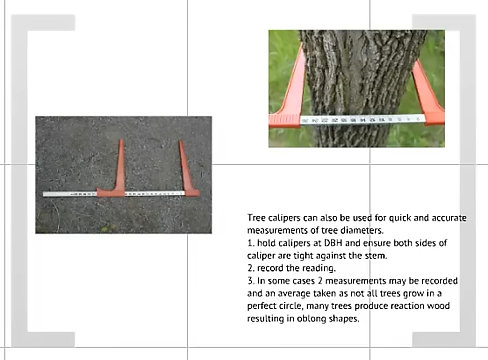 Tree calipers can also be used for quick and accurate
measurements of tree diameters.
1. hold calipers at DBH and ensure both sides of
caliper are tight against the stem.
2. record the reading.
3. In some cases 2 measurements may be recorded
and an average taken as not all trees grow in a
perfect circle, many trees produce reaction wood
resulting in oblong shapes.